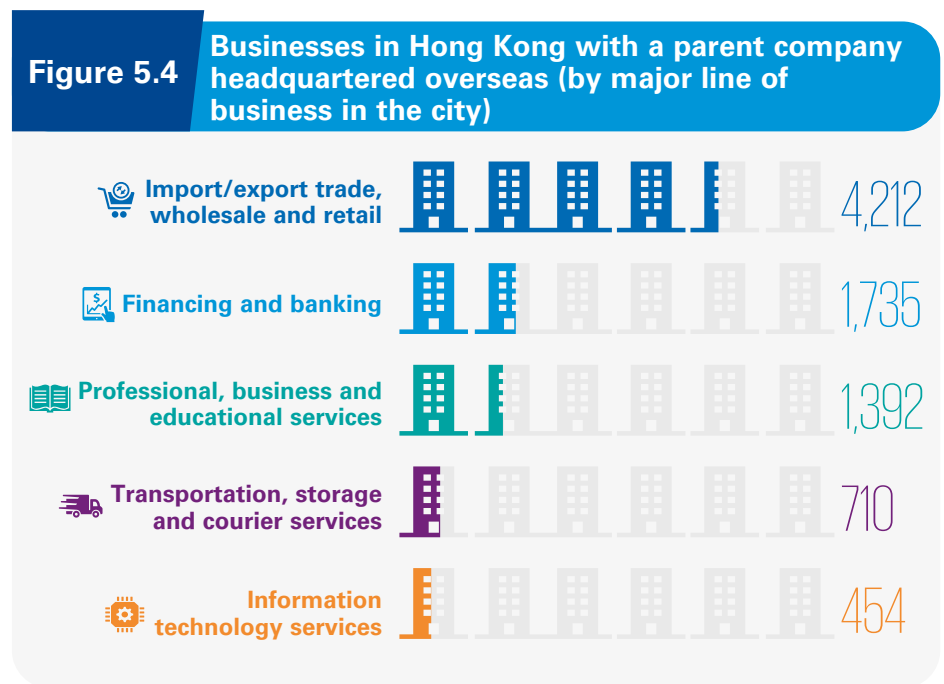 Figure 5.4
Businesses in Hong Kong with a parent company
headquartered overseas (by major line of
business in the city)
Import/export trade,
wholesale and retail
4,212
$
Financing and banking
1,735
Professional, business and
educational services
1,392
Transportation, storage
and courier services
710
Information
technology services
454